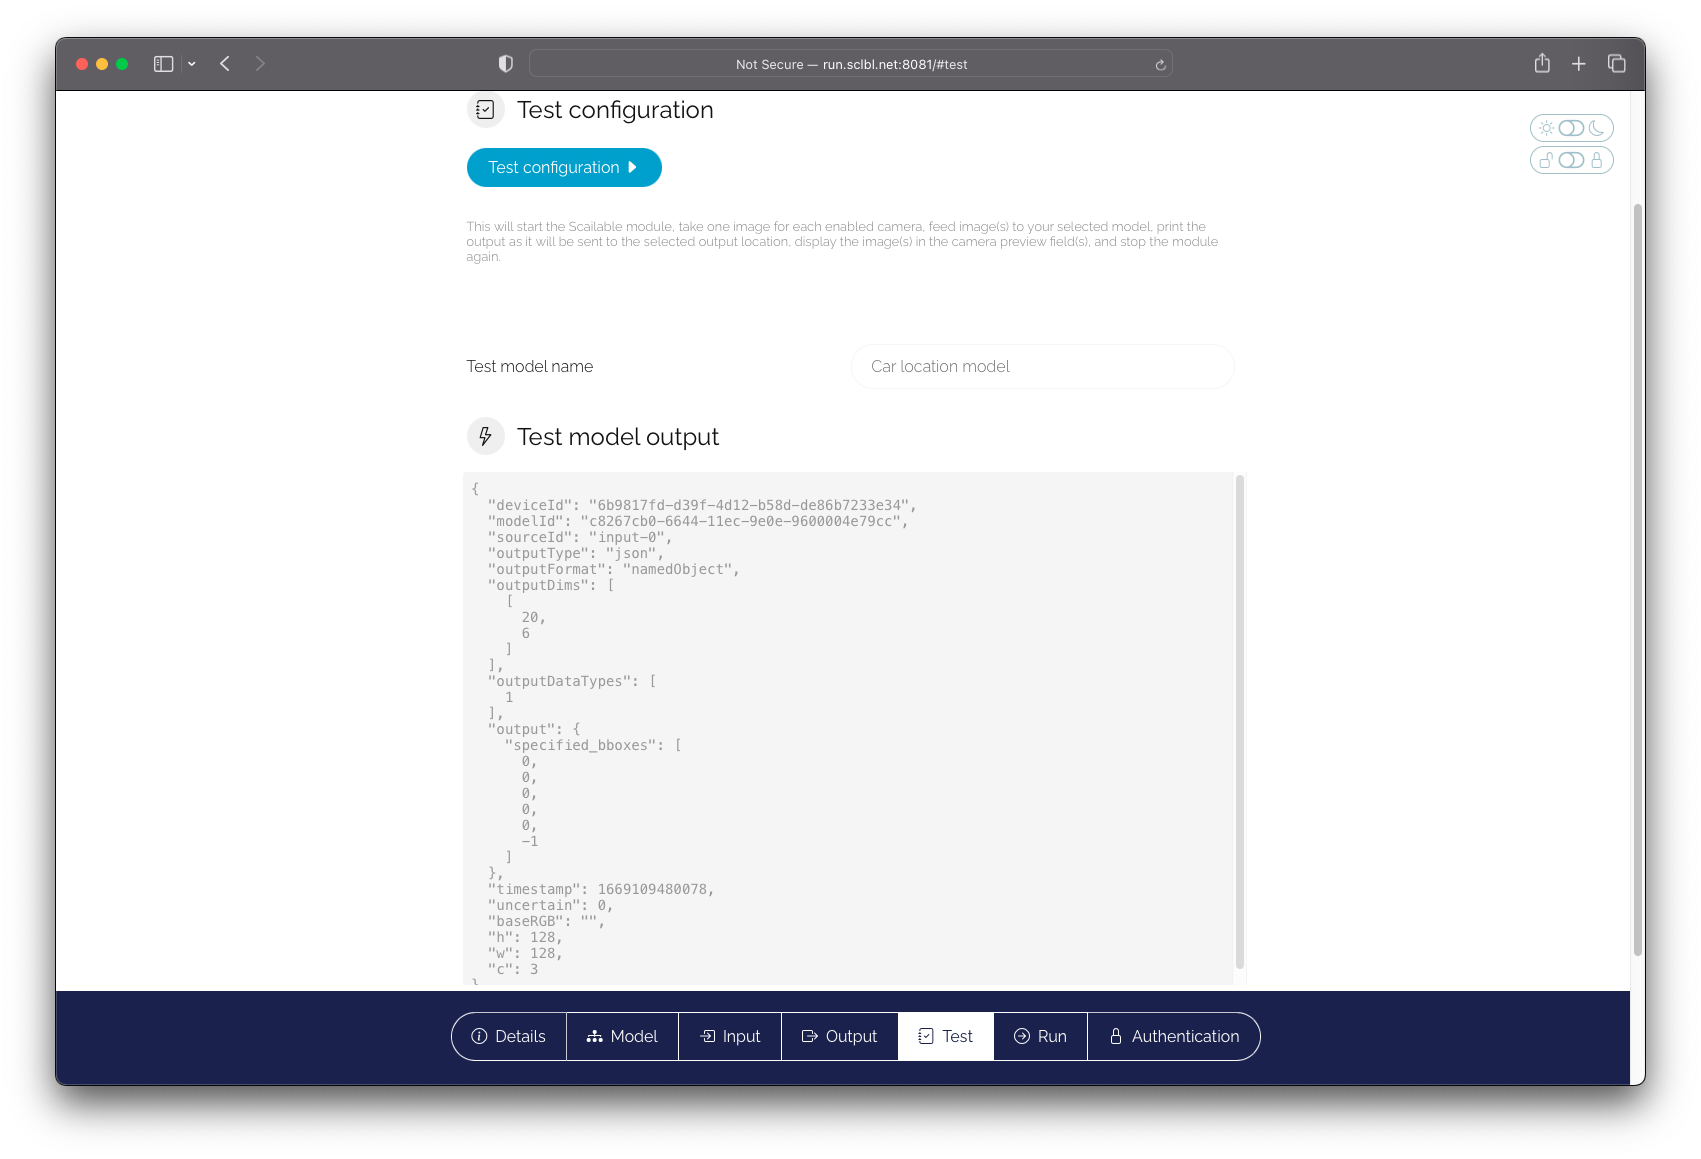 Not Secure — run.sclbl.net:8081/#test
Test configuration
Test configuration
This will start the Scailable module, take one image for each enabled camera, feed image(s) to your selected model, print the
output as it will be sent to the selected output location, display the image(s) in the camera preview field(s), and stop the module
again.
Test model name
Car location model
Test model output
{
"deviceId": "6b9817fd-d39f-4d12-b58d-de86b7233e34",
"modelId": "c8267cb0-6644-11ec-9e0e-9600004e79cc",
"sourceId": "input-0",
"outputType": "json",
"outputFormat": "namedObject",
"outputDims": [
[
20,
6
]
],
"outputDataTypes": [
1
],
"output": {
"specified_bboxes": [
0,
0,
0,
0,
0,
-1
]
},
"timestamp": 1669109480078,
"uncertain": 0,
"baseRGB": "",
"h": 128,
"w": 128,
"c": 3
}
Details
Model
Input
Output
Test
Run
Authentication